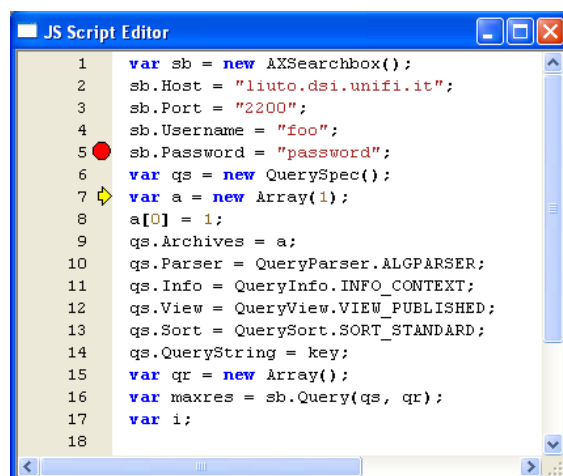 JS Script Editor
1 var sb = new AXSearchbox();
2 sb.Host = "liuto.dsi.unifi.it";
3 sb.Port = "2200";
4 sb.Username = "foo";
5 sb.Password = "password";
6 var qs = new QuerySpec();
7 var a = new Array(1);
8 a[0] = 1;
9 qs.Archives = a;
10 qs.Parser = QueryParser.ALGPARSER;
11 qs.Info = QueryInfo.INFO_CONTEXT;
12 qs.View = QueryView.VIEW_PUBLISHED;
13 qs.Sort = QuerySort.SORT_STANDARD;
14 qs.QueryString = key;
15 var qr = new Array();
16 var maxres = sb.Query(qs, qr);
17 var i;
18